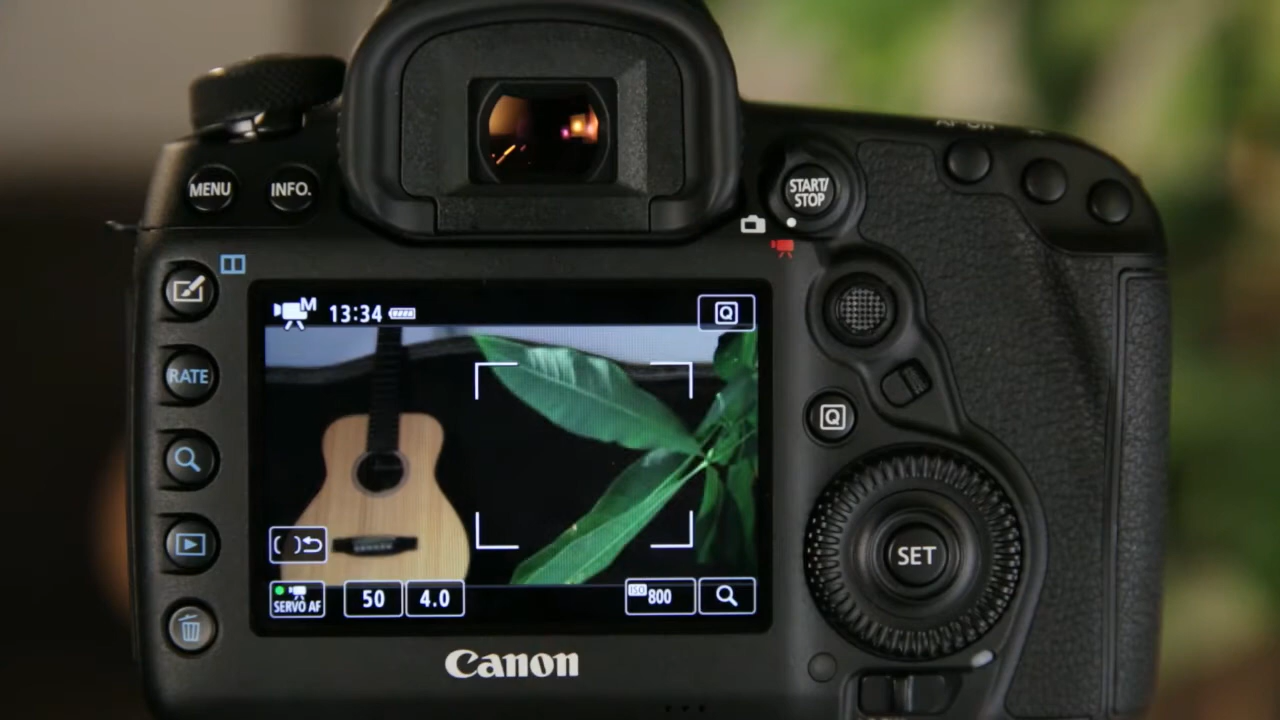 MENU
INFO.
START/
STOP
M
13:34
Q
RATE
Q
SET
SERVO AF
50
4.0
ISO
800
Canon